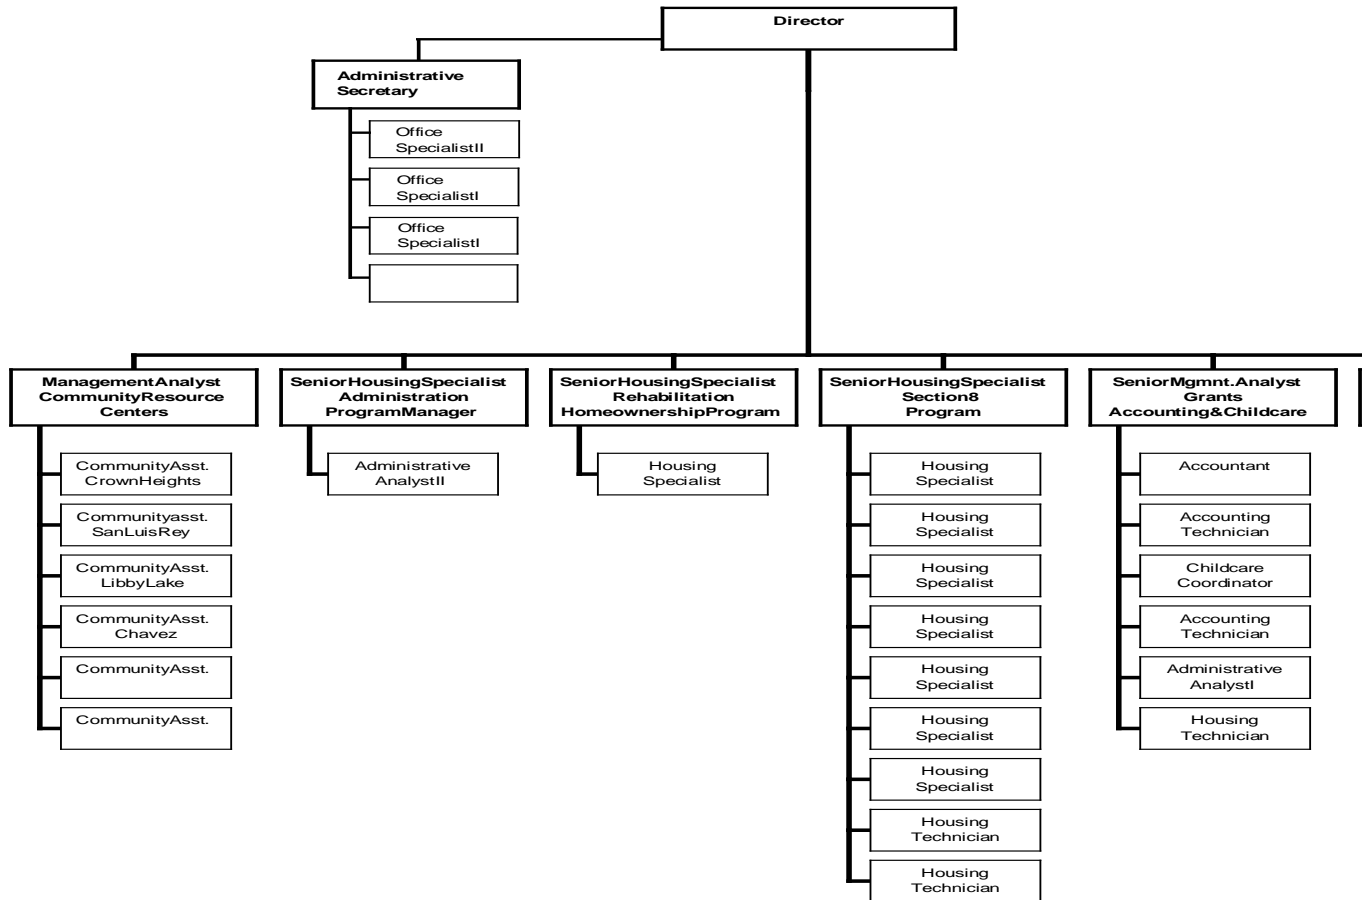 Director
Administrative
Secretary
Office
SpecialistII
Office
SpecialistI
Office
SpecialistI
ManagementAnalyst
CommunityResource
Centers
CommunityAsst.
CrownHeights
Communityasst.
SanLuisRey
CommunityAsst.
LibbyLake
CommunityAsst.
Chavez
CommunityAsst.
CommunityAsst.
SeniorHousingSpecialist
Administration
ProgramManager
Administrative
AnalystII
SeniorHousingSpecialist
Rehabilitation
HomeownershipProgram
Housing
Specialist
SeniorHousingSpecialist
Section8
Program
Housing
Specialist
Housing
Specialist
Housing
Specialist
Housing
Specialist
Housing
Specialist
Housing
Specialist
Housing
Specialist
Housing
Technician
Housing
Technician
SeniorMgmnt.Analyst
Grants
Accounting&Childcare
Accountant
Accounting
Technician
Childcare
Coordinator
Accounting
Technician
Administrative
AnalystI
Housing
Technician